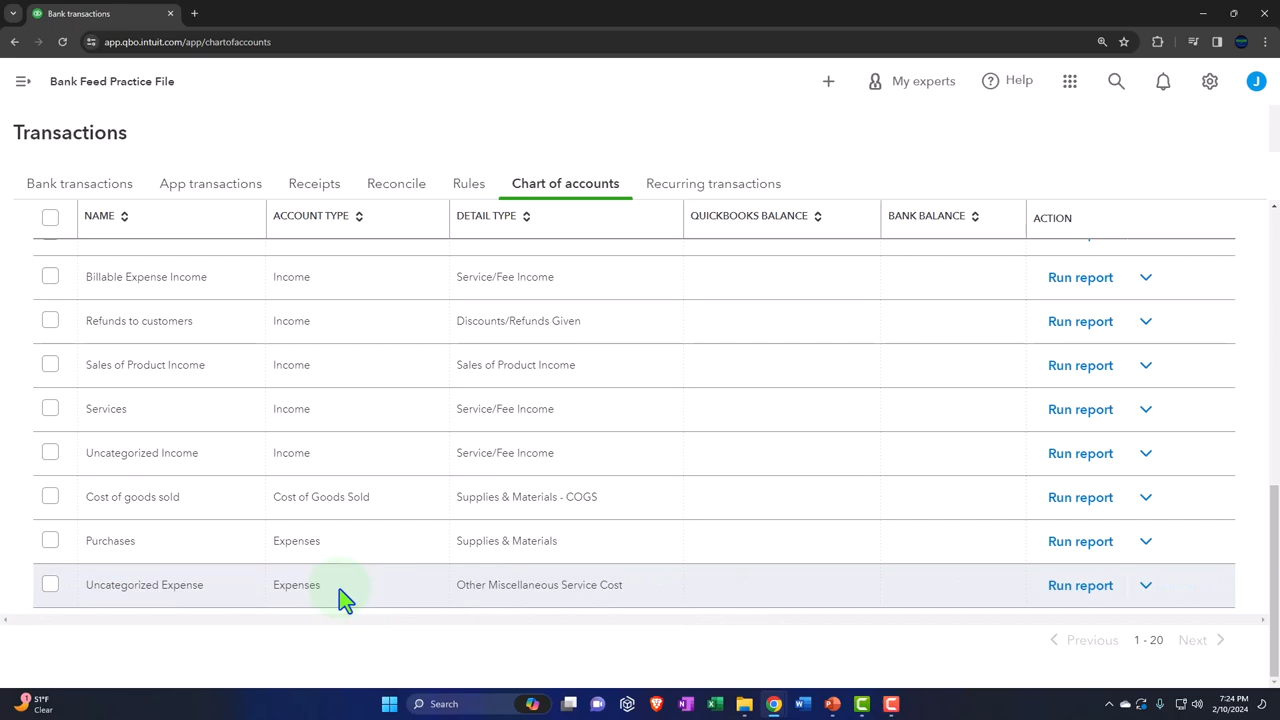 Bank transactions
app.qbo.intuit.com/app/chartofaccounts
Bank Feed Practice File
My experts
Help
J
Transactions
Bank transactions App transactions Receipts Reconcile Rules Chart of accounts Recurring transactions
NAME ACCOUNT TYPE DETAIL TYPE QUICKBOOKS BALANCE BANK BALANCE ACTION
Billable Expense Income Income Service/Fee Income Run report
Refunds to customers Income Discounts/Refunds Given Run report
Sales of Product Income Income Sales of Product Income Run report
Services Income Service/Fee Income Run report
Uncategorized Income Income Service/Fee Income Run report
Cost of goods sold Cost of Goods Sold Supplies & Materials - COGS Run report
Purchases Expenses Supplies & Materials Run report
Uncategorized Expense Expenses Other Miscellaneous Service Cost Run report
Previous 1 - 20 Next
51°F
Clear
Search
7:24 PM
2/10/2024